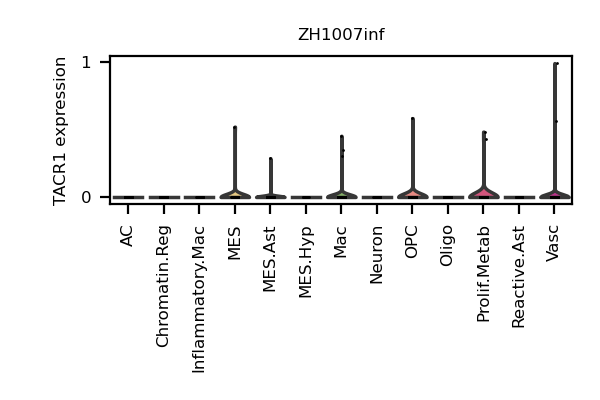 ZH1007inf
TACR1 expression
1
0
AC
Chromatin.Reg
Inflammatory.Mac
MES
MES.Ast
MES.Hyp
Mac
Neuron
OPC
Oligo
Prolif.Metab
Reactive.Ast
Vasc